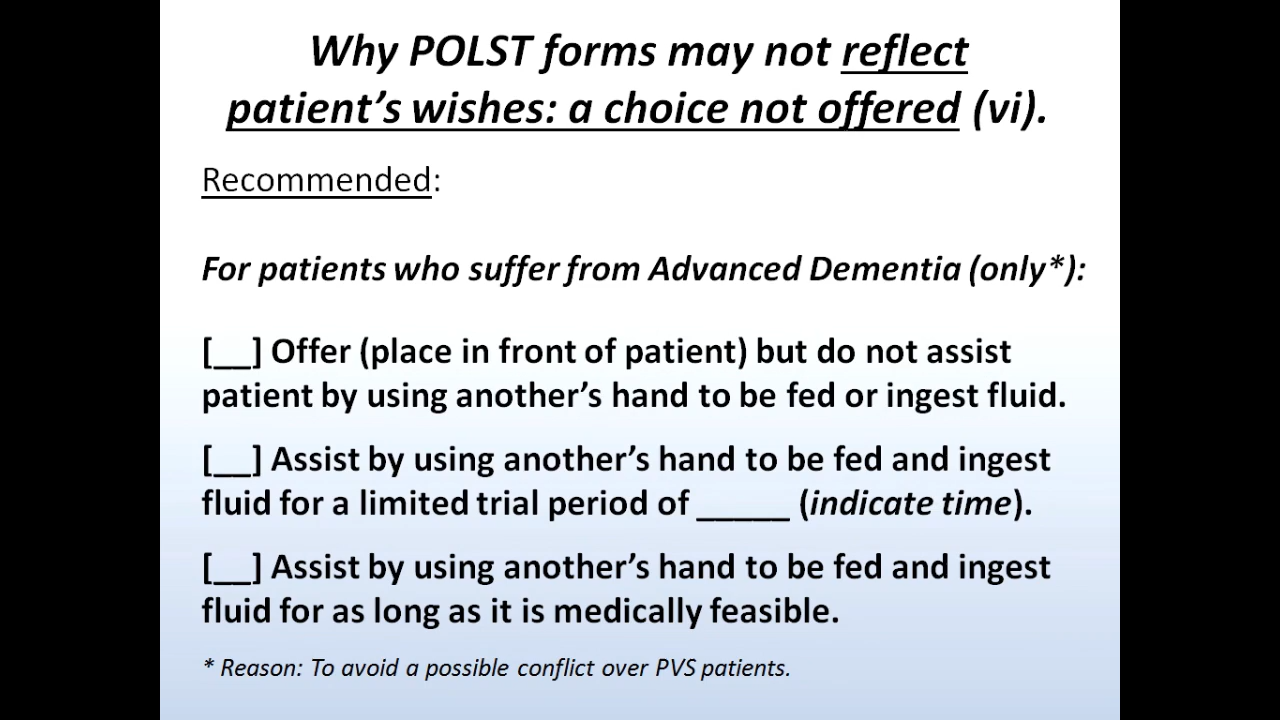 Why POLST forms may not reflect
patient's wishes: a choice not offered (vi).
Recommended:
For patients who suffer from Advanced Dementia (only*):
[__] Offer (place in front of patient) but do not assist
patient by using another's hand to be fed or ingest fluid.
[__] Assist by using another's hand to be fed and ingest
fluid for a limited trial period of _____ (indicate time).
[__] Assist by using another's hand to be fed and ingest
fluid for as long as it is medically feasible.
* Reason: To avoid a possible conflict over PVS patients.